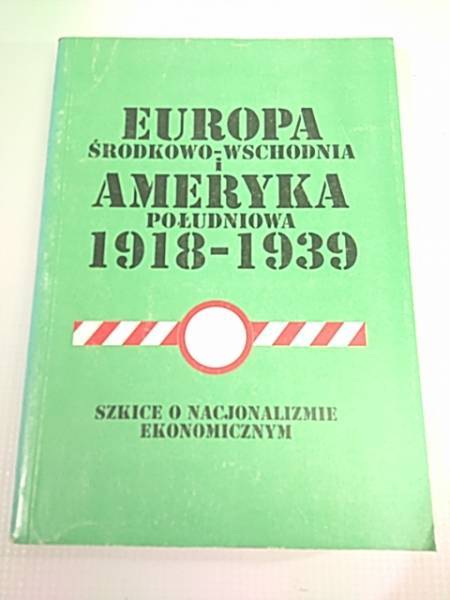 EUROPA
ŚRODKOWO-WSCHODNIA
i
AMERYKA
POŁUDNIOWA
1918-1939
SZKICE O NACJONALIZMIE
EKONOMICZNYM